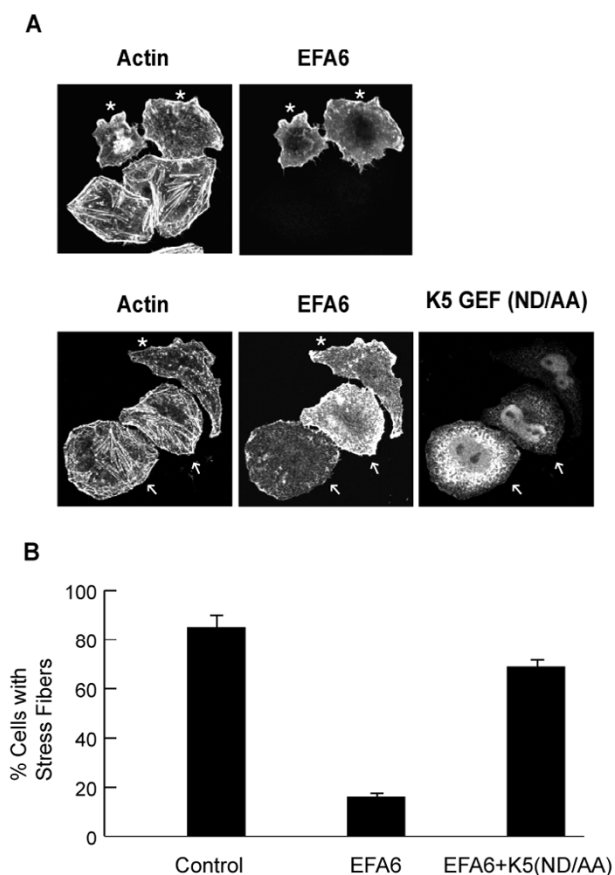 A
Actin EFA6
* *
* *
Actin EFA6 K5 GEF (ND/AA)
* *
B
100
80
60
40
20
0
% Cells with
Stress Fibers
Control EFA6 EFA6+K5(ND/AA)